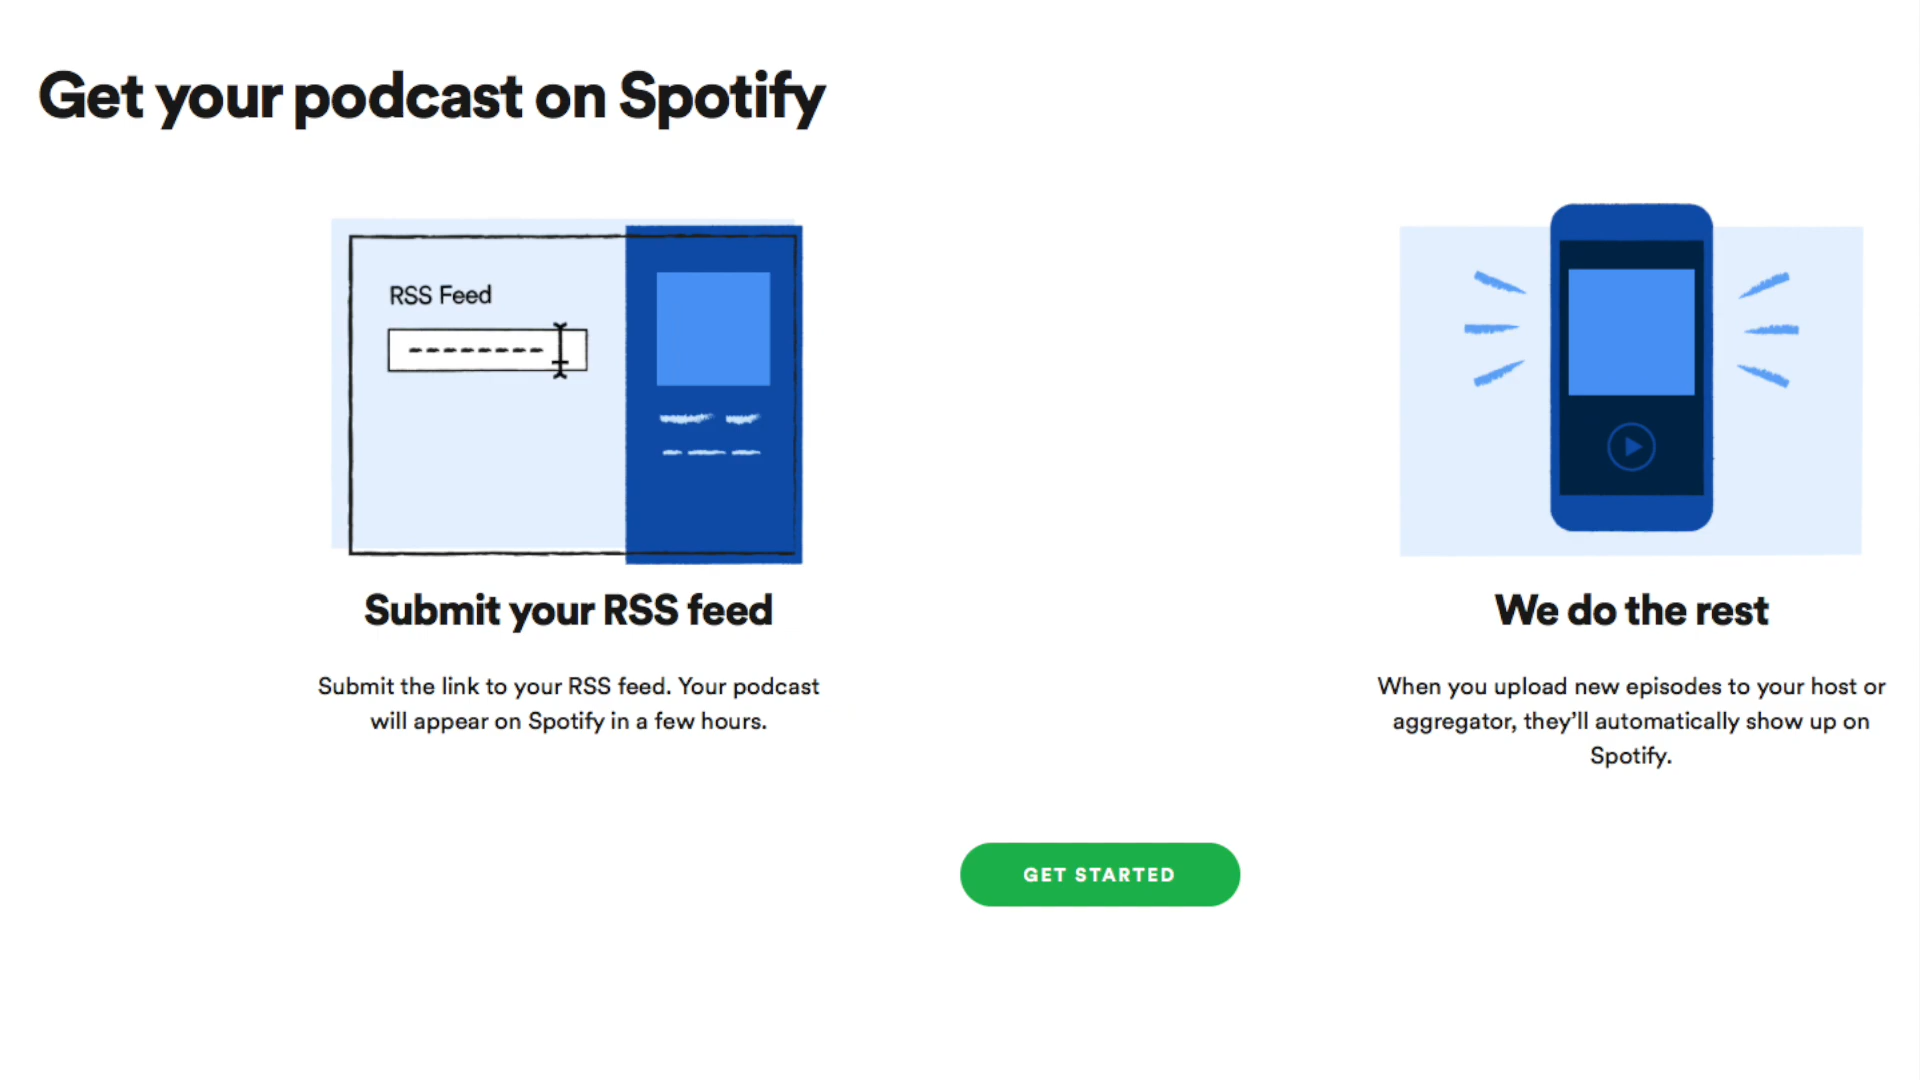 Get your podcast on Spotify
RSS Feed
Submit your RSS feed
Submit the link to your RSS feed. Your podcast
will appear on Spotify in a few hours.
We do the rest
When you upload new episodes to your host or
aggregator, they’ll automatically show up on
Spotify.
GET STARTED